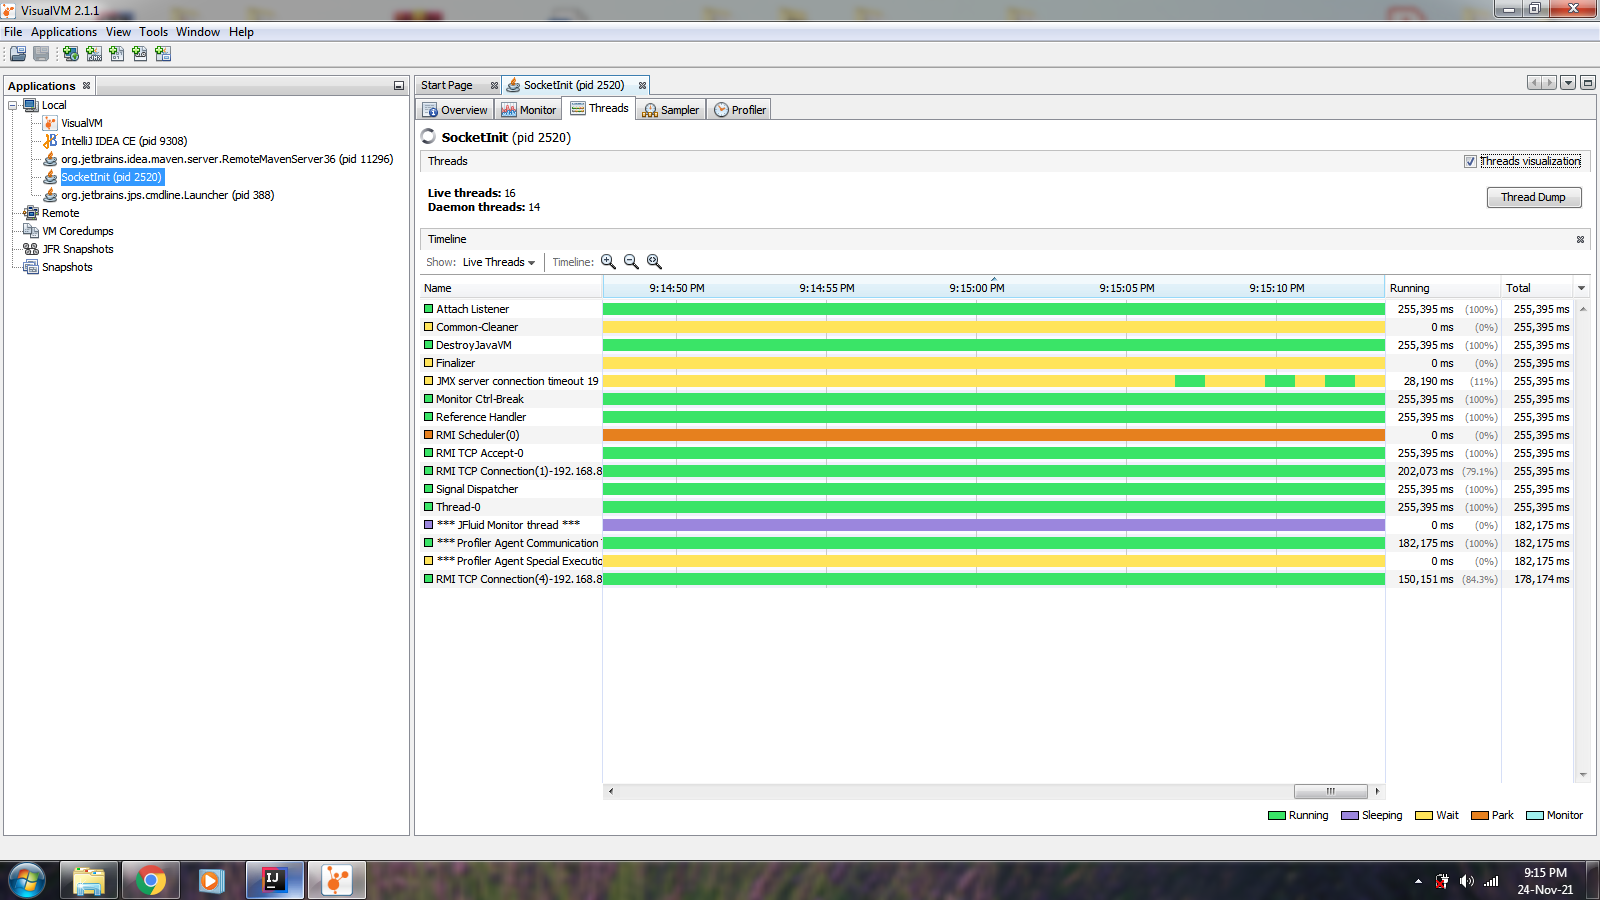 VisualVM 2.1.1
File Applications View Tools Window Help
Applications
Local
VisualVM
IntelliJ IDEA CE (pid 9308)
org.jetbrains.idea.maven.server.RemoteMavenServer36 (pid 11296)
SocketInit (pid 2520)
org.jetbrains.jps.cmdline.Launcher (pid 388)
Remote
VM Coredumps
JFR Snapshots
Snapshots
Start Page SocketInit (pid 2520)
Overview Monitor Threads Sampler Profiler
SocketInit (pid 2520)
Threads Threads visualization
Live threads: 16
Daemon threads: 14
Thread Dump
Timeline
Show: Live Threads Timeline:
Name 9:14:50 PM 9:14:55 PM 9:15:00 PM 9:15:05 PM 9:15:10 PM Running Total
Attach Listener 255,395 ms (100%) 255,395 ms
Common-Cleaner 0 ms (0%) 255,395 ms
DestroyJavaVM 255,395 ms (100%) 255,395 ms
Finalizer 0 ms (0%) 255,395 ms
JMX server connection timeout 19 28,190 ms (11%) 255,395 ms
Monitor Ctrl-Break 255,395 ms (100%) 255,395 ms
Reference Handler 255,395 ms (100%) 255,395 ms
RMI Scheduler(0) 0 ms (0%) 255,395 ms
RMI TCP Accept-0 255,395 ms (100%) 255,395 ms
RMI TCP Connection(1)-192.168.8 202,073 ms (79.1%) 255,395 ms
Signal Dispatcher 255,395 ms (100%) 255,395 ms
Thread-0 255,395 ms (100%) 255,395 ms
*** JFluid Monitor thread *** 0 ms (0%) 182,175 ms
*** Profiler Agent Communication 182,175 ms (100%) 182,175 ms
*** Profiler Agent Special Executio 0 ms (0%) 182,175 ms
RMI TCP Connection(4)-192.168.8 150,151 ms (84.3%) 178,174 ms
Running Sleeping Wait Park Monitor
9:15 PM
24-Nov-21